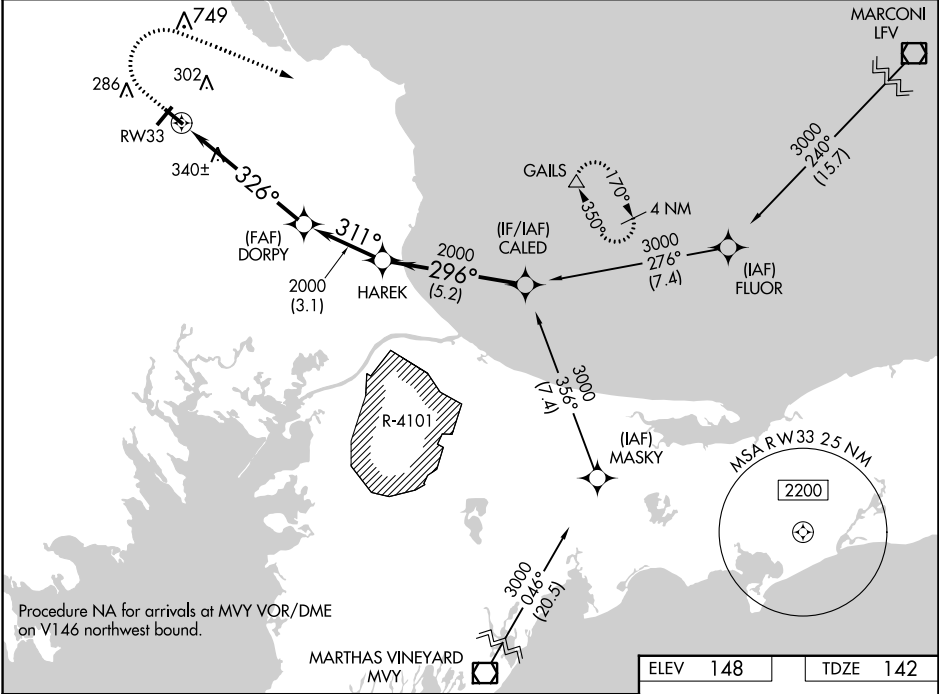 749
MARCONI
LFV
302
286
RW33
340±
326°
3000
240°
(15.7)
GAILS
170°
350°
4 NM
(FAF)
DORPY
311°
(IF/IAF)
CALED
2000
296°
(5.2)
3000
276°
(7.4)
(IAF)
FLUOR
2000
(3.1)
HAREK
3000
356°
(7.4)
R-4101
(IAF)
MASKY
MSA RW33 25 NM
2200
3000
046°
(20.5)
Procedure NA for arrivals at MVY VOR/DME
on V146 northwest bound.
MARTHAS VINEYARD
MVY
ELEV 148
TDZE 142